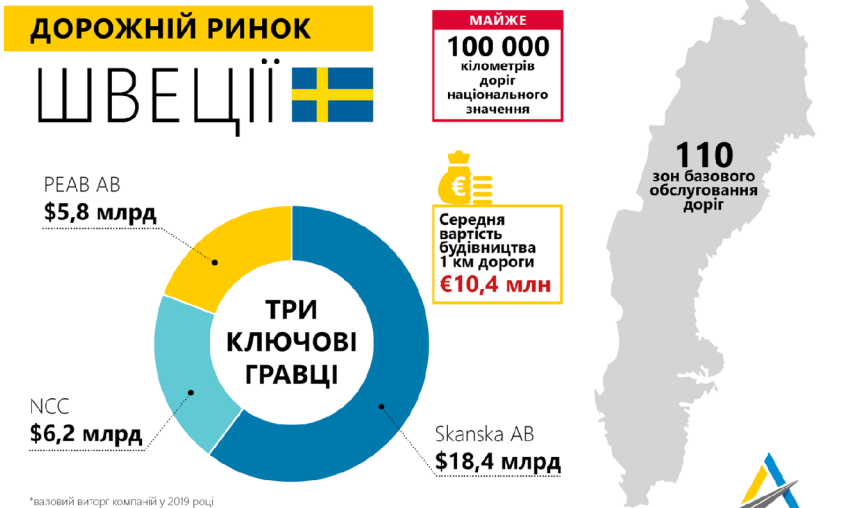 ДОРОЖНІЙ РИНОК
ШВЕЦІЇ
МАЙЖЕ
100 000
кілометрів
доріг
національного
значення
110
зон базового
обслуговання
доріг
€
Середня
вартість
будівництва
1 км дороги
€10,4 млн
PEAB AB
$5,8 млрд
ТРИ
КЛЮЧОВІ
ГРАВЦІ
NCC
$6,2 млрд
Skanska AB
$18,4 млрд
*валовий виторг компаній у 2019 році